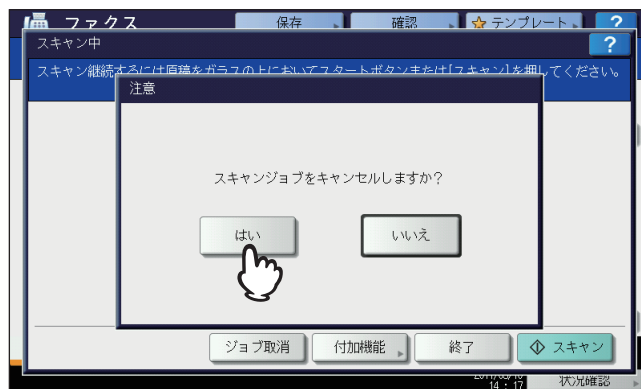 ファクス
保存
確認
テンプレート
?
スキャン中
?
スキャン継続するには原稿をガラスの上においてスタートボタンまたは[スキャン]を押してください。
注意
スキャンジョブをキャンセルしますか?
はい
いいえ
ジョブ取消
付加機能
終了
スキャン
14:17
状況確認